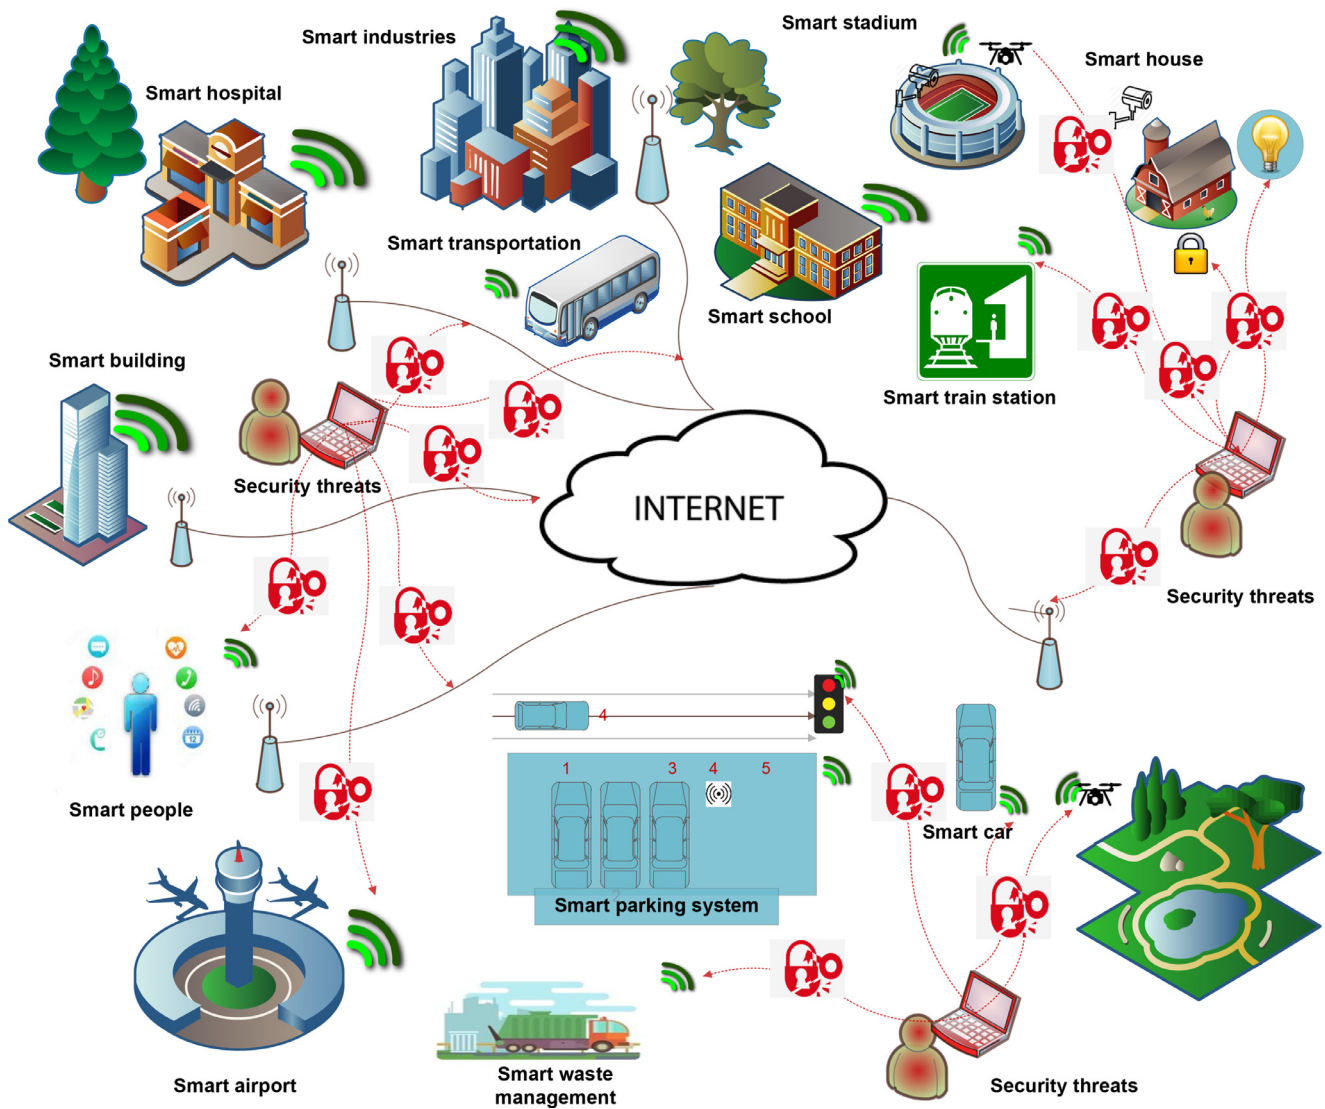 Smart industries
Smart stadium
Smart house
Smart hospital
Smart transportation
Smart school
Smart building
Smart train station
Security threats
INTERNET
Security threats
Smart people
12
4
1
3
4
5
2
Smart parking system
Smart car
Smart airport
Smart waste
management
Security threats